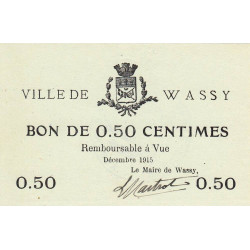 VILLE DE WASSY
BON DE 0.50 CENTIMES
Remboursable á Vue
Décembre 1915
Le Maire de Wassy,
0.50 0.50